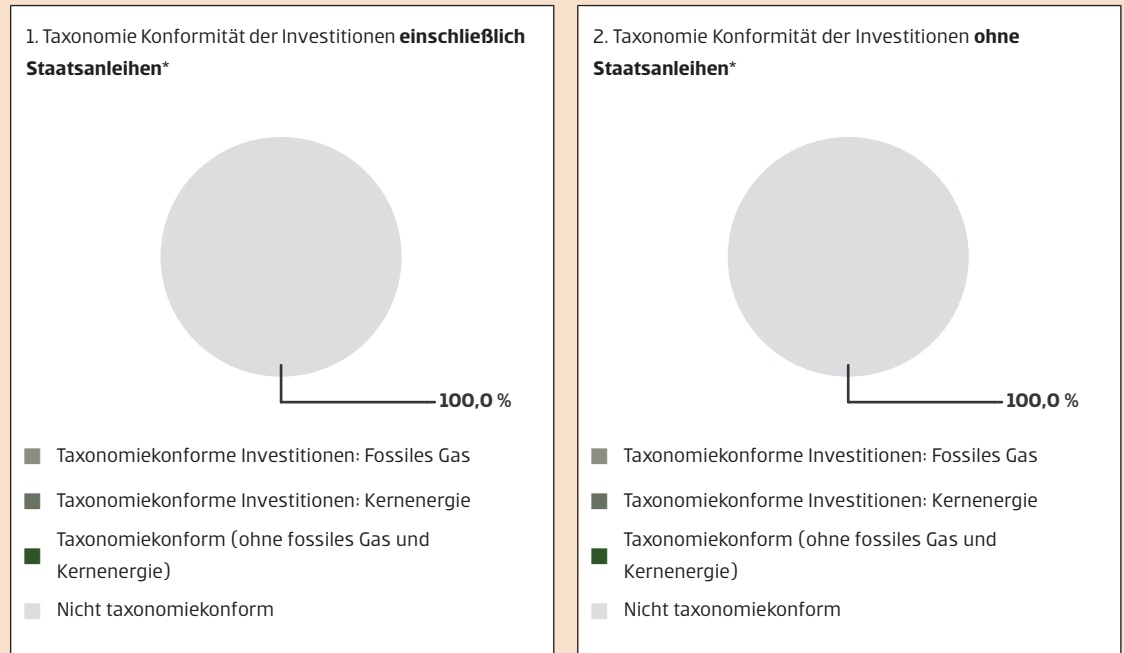 1. Taxonomie Konformität der Investitionen einschließlich
Staatsanleihen*
100,0 %
Taxonomiekonforme Investitionen: Fossiles Gas
Taxonomiekonforme Investitionen: Kernenergie
Taxonomiekonform (ohne fossiles Gas und
Kernenergie)
Nicht taxonomiekonform
2. Taxonomie Konformität der Investitionen ohne
Staatsanleihen*
100,0 %
Taxonomiekonforme Investitionen: Fossiles Gas
Taxonomiekonforme Investitionen: Kernenergie
Taxonomiekonform (ohne fossiles Gas und
Kernenergie)
Nicht taxonomiekonform